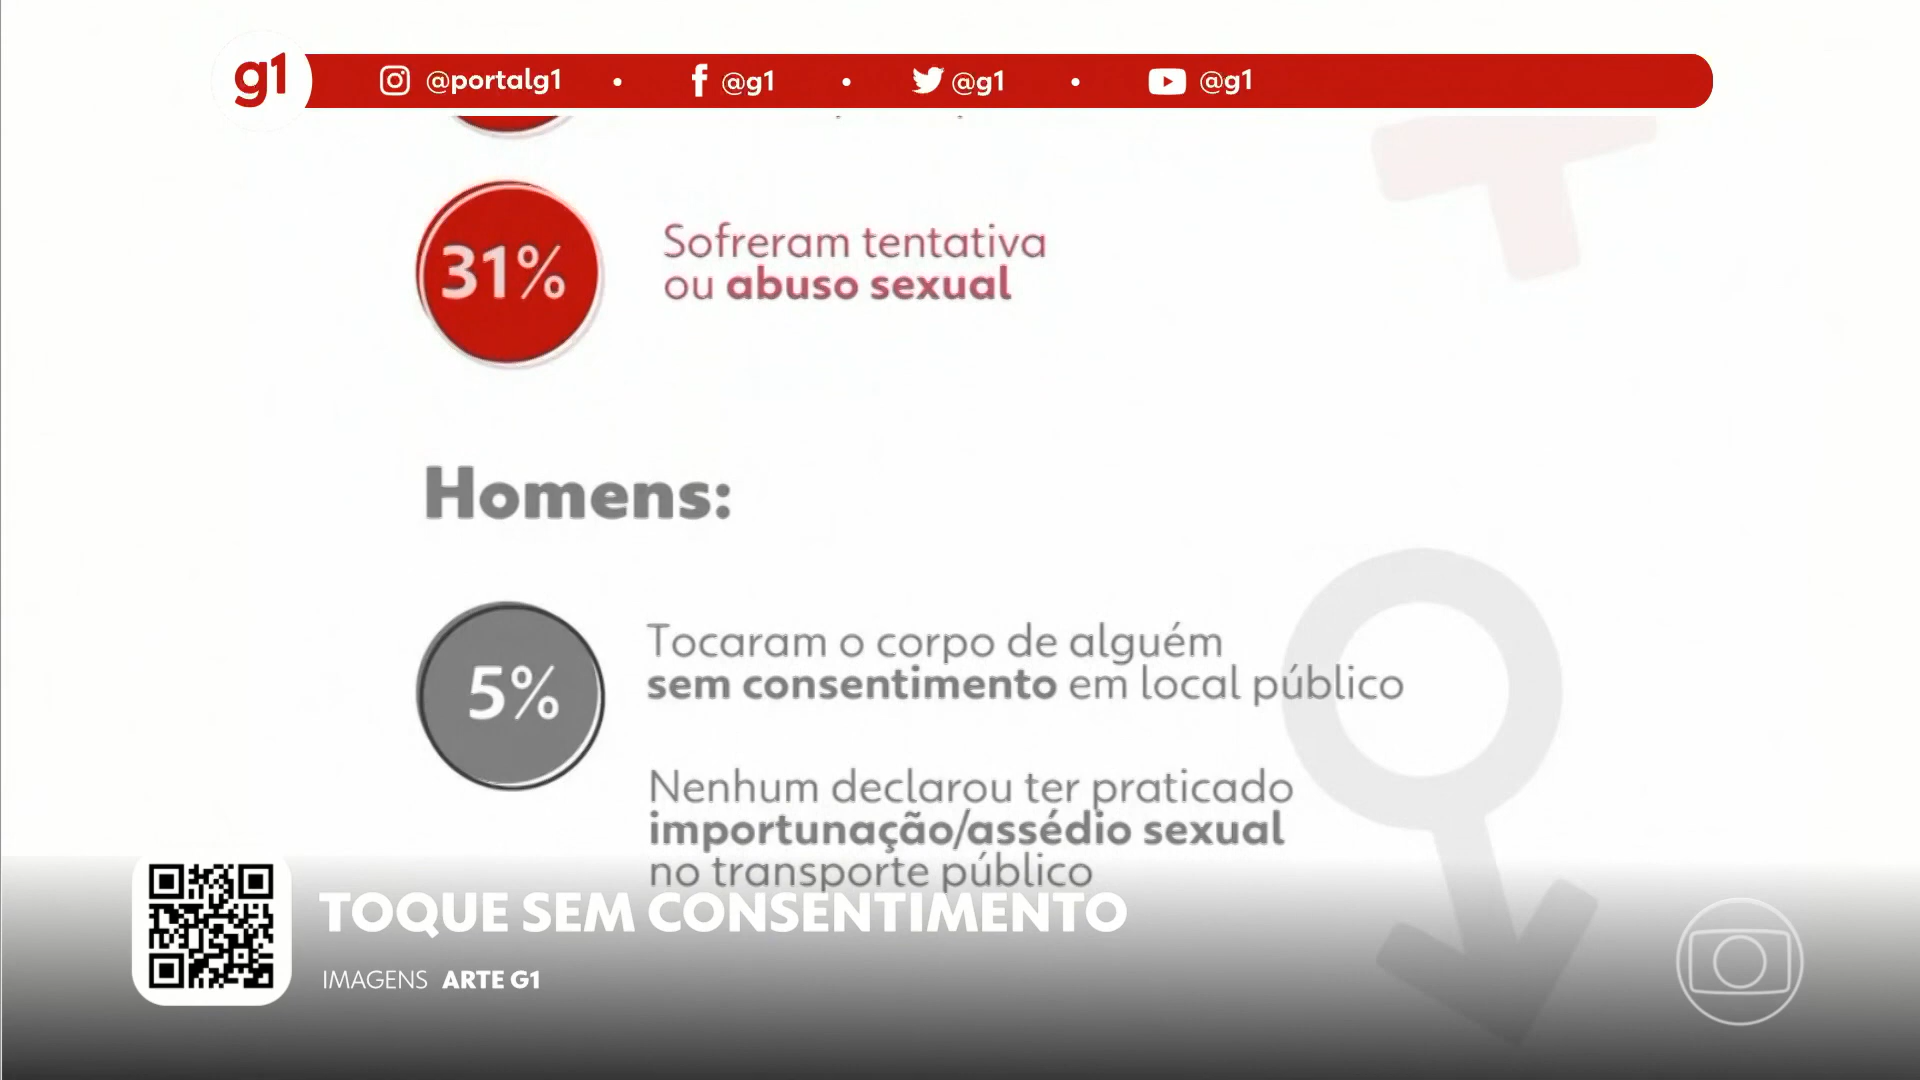 g1
@portalg1 • @g1 • @g1 • @g1
31%
Sofreram tentativa
ou abuso sexual
Homens:
5%
Tocaram o corpo de alguém
sem consentimento em local público
Nenhum declarou ter praticado
importunação/assédio sexual
no transporte público
TOQUE SEM CONSENTIMENTO
IMAGENS ARTE G1